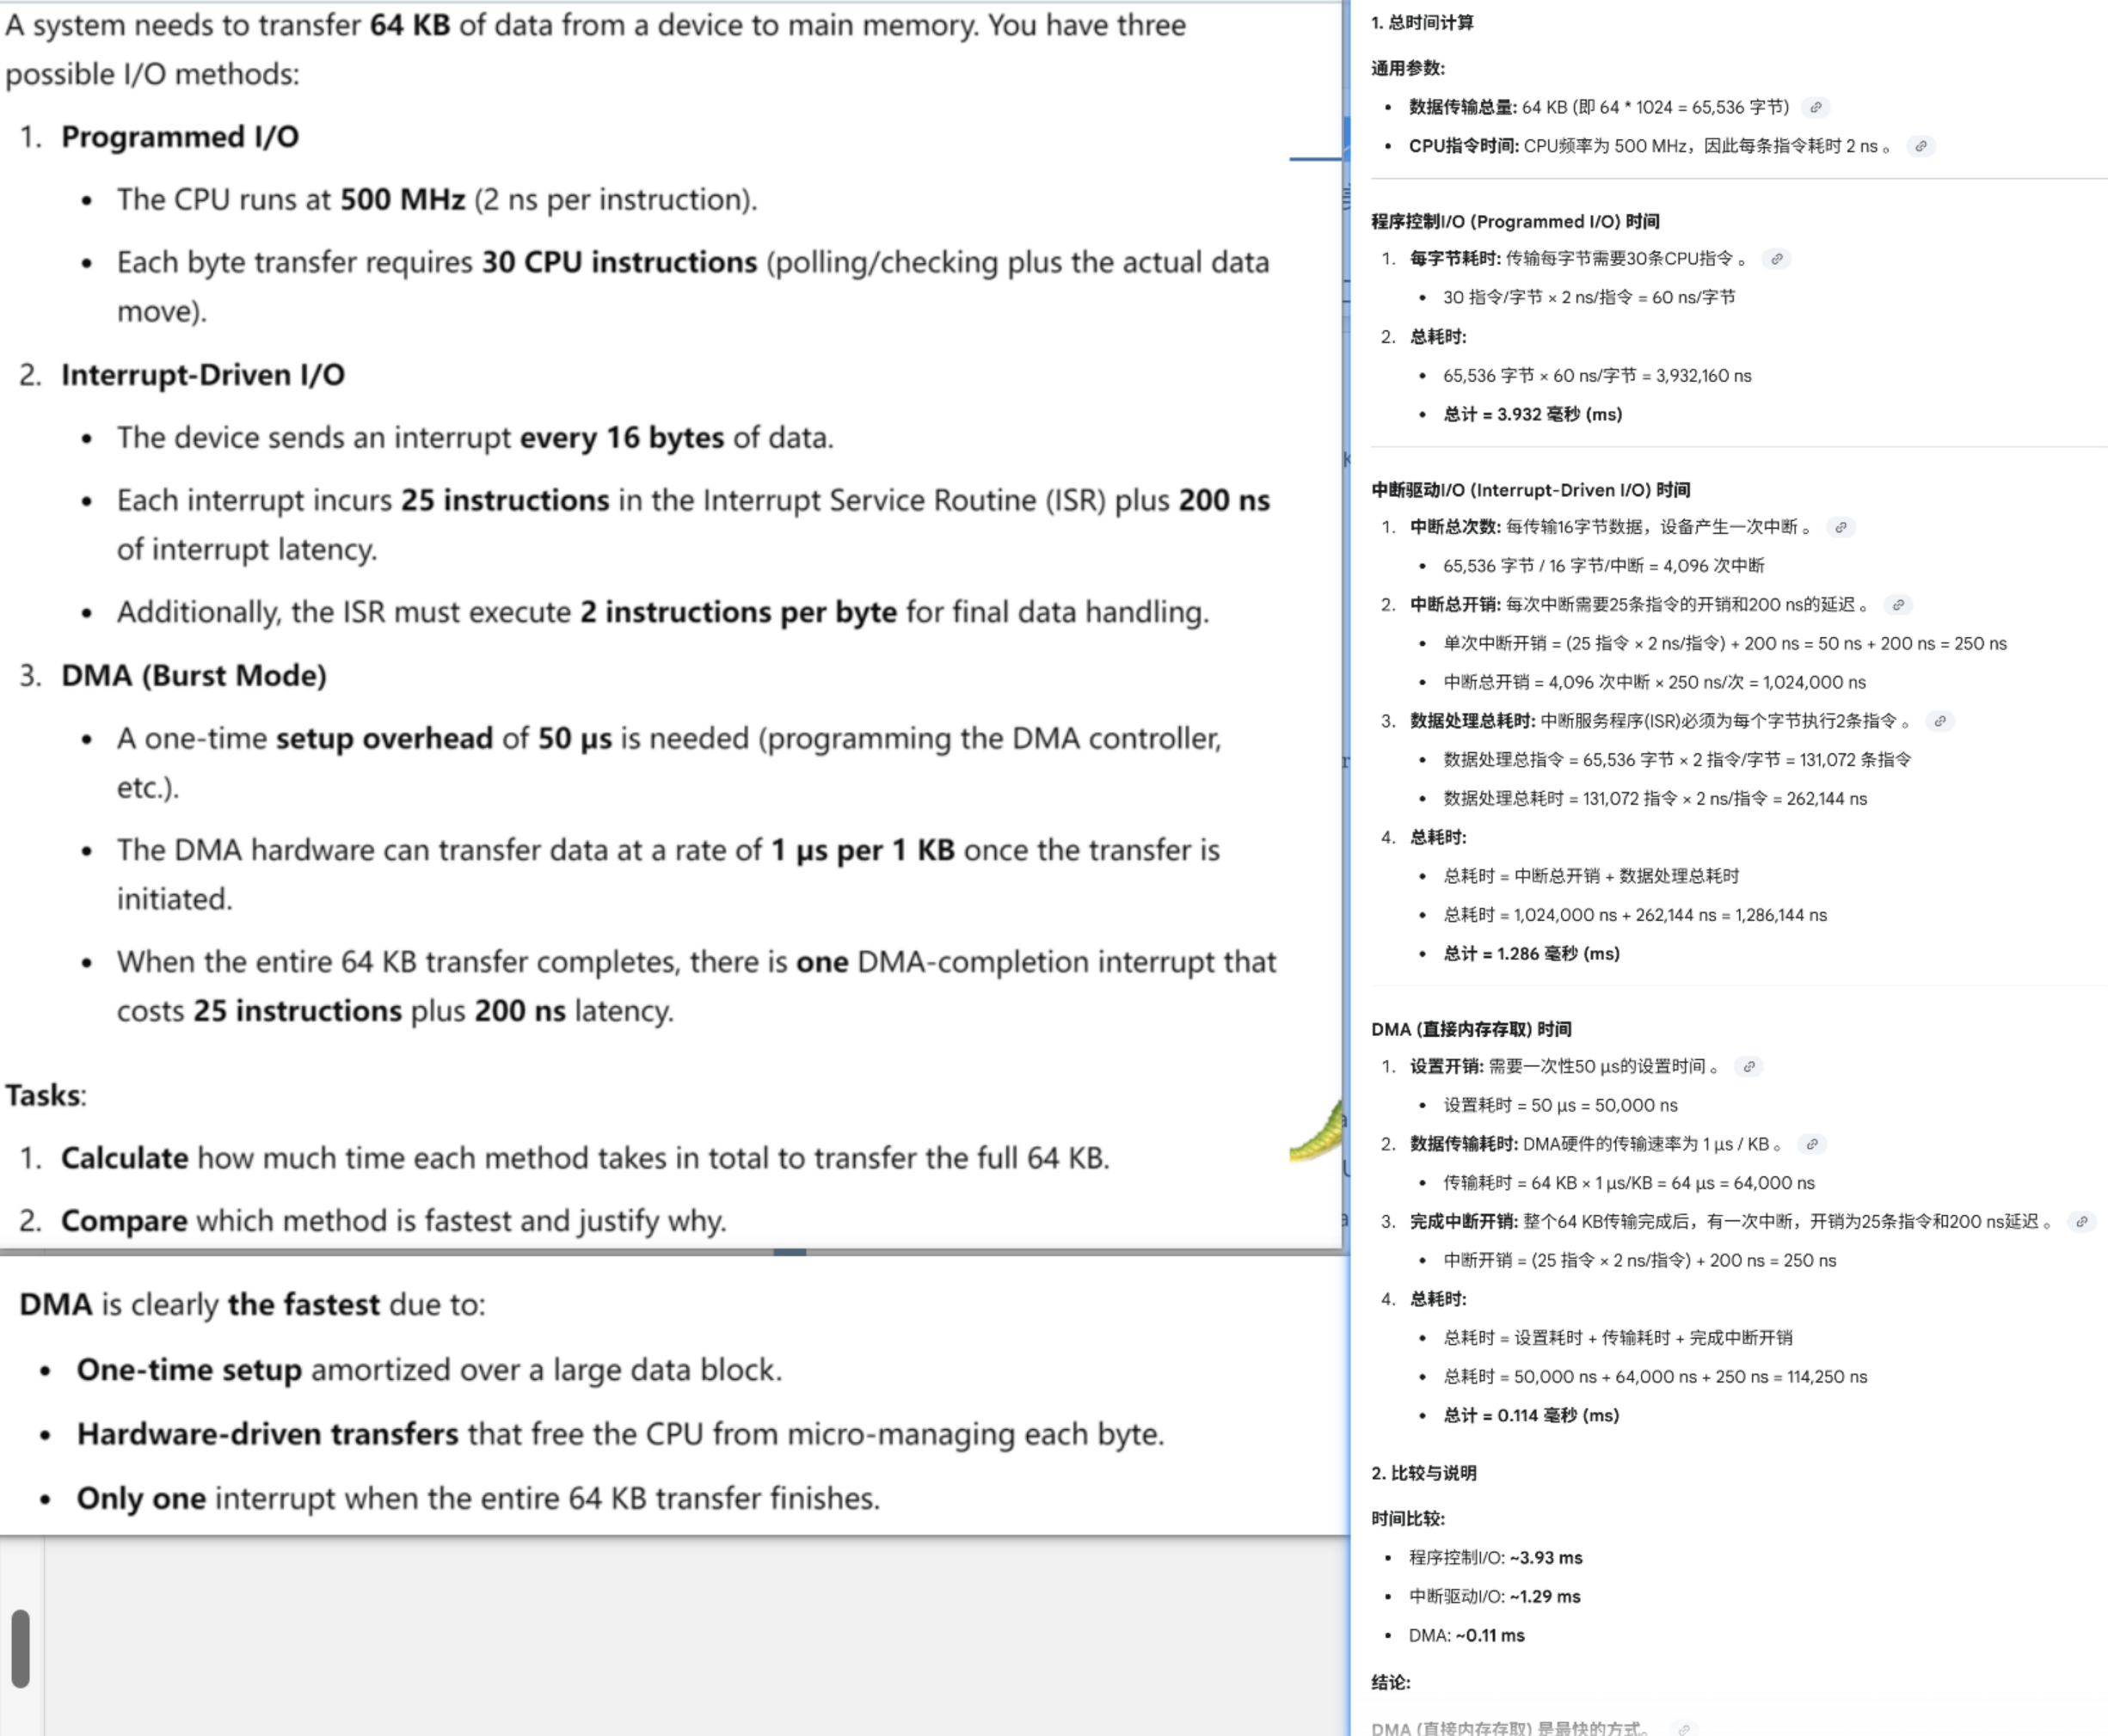 A system needs to transfer 64 KB of data from a device to main memory. You have three
possible I/O methods:
1. Programmed I/O
• The CPU runs at 500 MHz (2 ns per instruction).
• Each byte transfer requires 30 CPU instructions (polling/checking plus the actual data
move).
2. Interrupt-Driven I/O
• The device sends an interrupt every 16 bytes of data.
• Each interrupt incurs 25 instructions in the Interrupt Service Routine (ISR) plus 200 ns
of interrupt latency.
• Additionally, the ISR must execute 2 instructions per byte for final data handling.
3. DMA (Burst Mode)
• A one-time setup overhead of 50 µs is needed (programming the DMA controller,
etc.).
• The DMA hardware can transfer data at a rate of 1 µs per 1 KB once the transfer is
initiated.
• When the entire 64 KB transfer completes, there is one DMA-completion interrupt that
costs 25 instructions plus 200 ns latency.
Tasks:
1. Calculate how much time each method takes in total to transfer the full 64 KB.
2. Compare which method is fastest and justify why.
DMA is clearly the fastest due to:
• One-time setup amortized over a large data block.
• Hardware-driven transfers that free the CPU from micro-managing each byte.
• Only one interrupt when the entire 64 KB transfer finishes.
1. 总时间计算
通用参数:
• 数据传输总量: 64 KB (即 64 * 1024 = 65,536 字节)
• CPU指令时间: CPU频率为 500 MHz，因此每条指令耗时 2 ns 。
程序控制I/O (Programmed I/O) 时间
1. 每字节耗时: 传输每字节需要30条CPU指令 。
• 30 指令/字节 × 2 ns/指令 = 60 ns/字节
2. 总耗时:
• 65,536 字节 × 60 ns/字节 = 3,932,160 ns
• 总计 = 3.932 毫秒 (ms)
中断驱动I/O (Interrupt-Driven I/O) 时间
1. 中断总次数: 每传输16字节数据，设备产生一次中断 。
• 65,536 字节 / 16 字节/中断 = 4,096 次中断
2. 中断总开销: 每次中断需要25条指令的开销和200 ns的延迟 。
• 单次中断开销 = (25 指令 × 2 ns/指令) + 200 ns = 50 ns + 200 ns = 250 ns
• 中断总开销 = 4,096 次中断 × 250 ns/次 = 1,024,000 ns
3. 数据处理总耗时: 中断服务程序(ISR)必须为每个字节执行2条指令 。
• 数据处理总指令 = 65,536 字节 × 2 指令/字节 = 131,072 条指令
• 数据处理总耗时 = 131,072 指令 × 2 ns/指令 = 262,144 ns
4. 总耗时:
• 总耗时 = 中断总开销 + 数据处理总耗时
• 总耗时 = 1,024,000 ns + 262,144 ns = 1,286,144 ns
• 总计 = 1.286 毫秒 (ms)
DMA (直接内存存取) 时间
1. 设置开销: 需要一次性50 µs的设置时间 。
• 设置耗时 = 50 µs = 50,000 ns
2. 数据传输耗时: DMA硬件的传输速率为 1 µs / KB 。
• 传输耗时 = 64 KB × 1 µs/KB = 64 µs = 64,000 ns
3. 完成中断开销: 整个64 KB传输完成后，有一次中断，开销为25条指令和200 ns延迟 。
• 中断开销 = (25 指令 × 2 ns/指令) + 200 ns = 250 ns
4. 总耗时:
• 总耗时 = 设置耗时 + 传输耗时 + 完成中断开销
• 总耗时 = 50,000 ns + 64,000 ns + 250 ns = 114,250 ns
• 总计 = 0.114 毫秒 (ms)
2. 比较与说明
时间比较:
• 程序控制I/O: ~3.93 ms
• 中断驱动I/O: ~1.29 ms
• DMA: ~0.11 ms
结论:
DMA (直接内存存取) 是最快的方式。